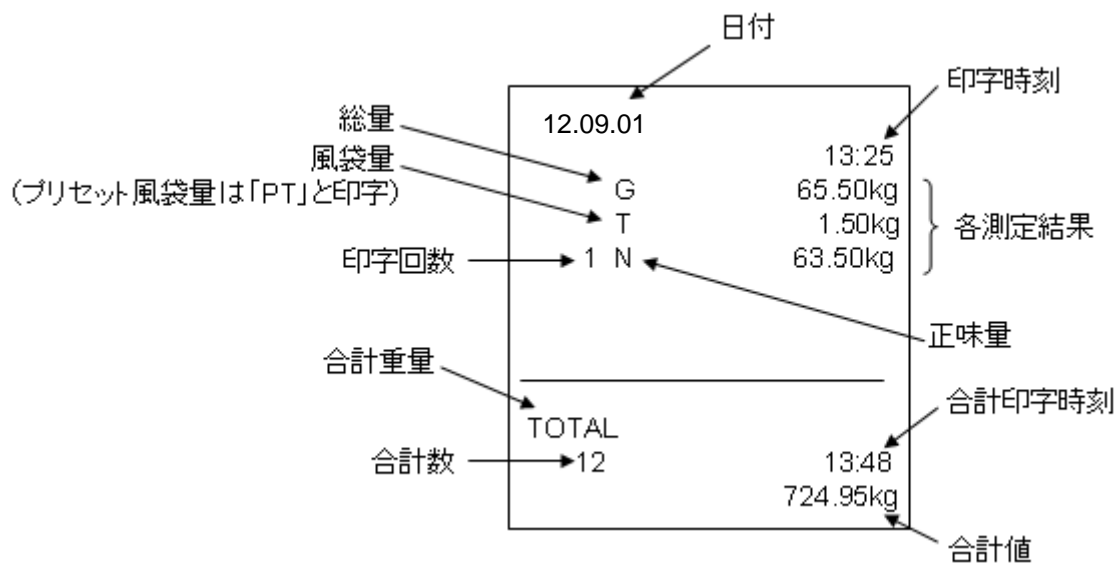 日付
印字時刻
総量
12.09.01
風袋量
13:25
(プリセット風袋量は「PT」と印字)
G 65.50kg
T 1.50kg
各測定結果
印字回数
1 N 63.50kg
正味量
合計重量
合計印字時刻
TOTAL
合計数
12 13:48
724.95kg
合計値